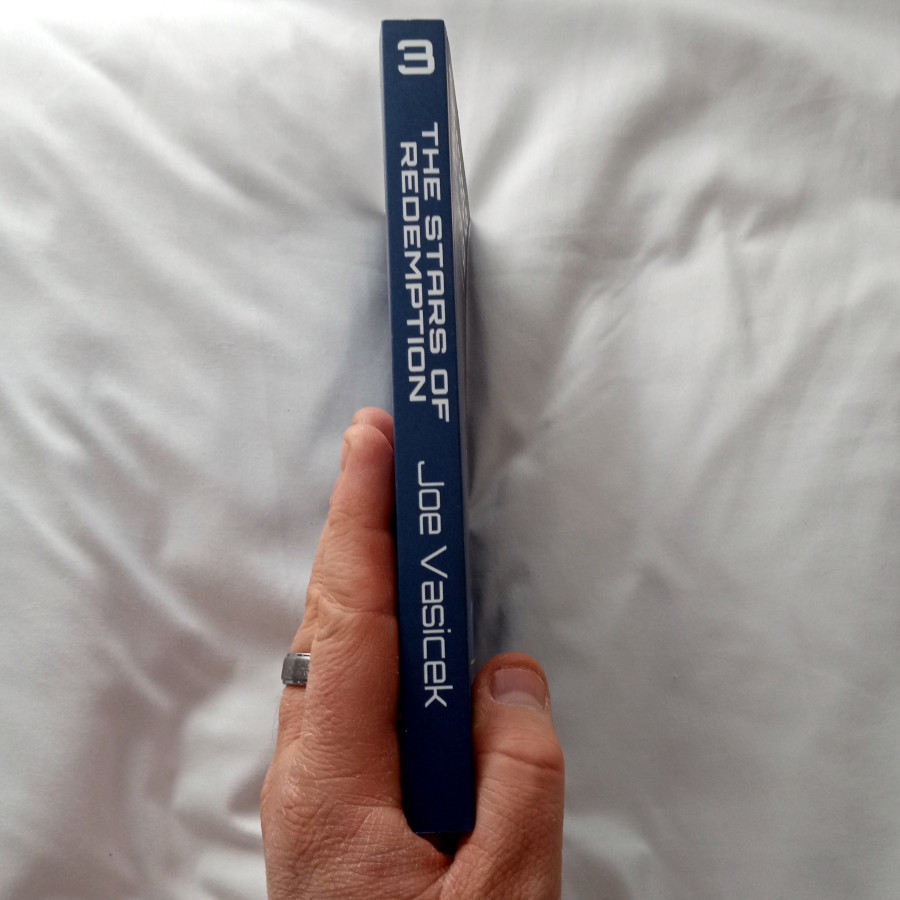 3
THE STARS OF
REDEMPTION
Joe Vasicek